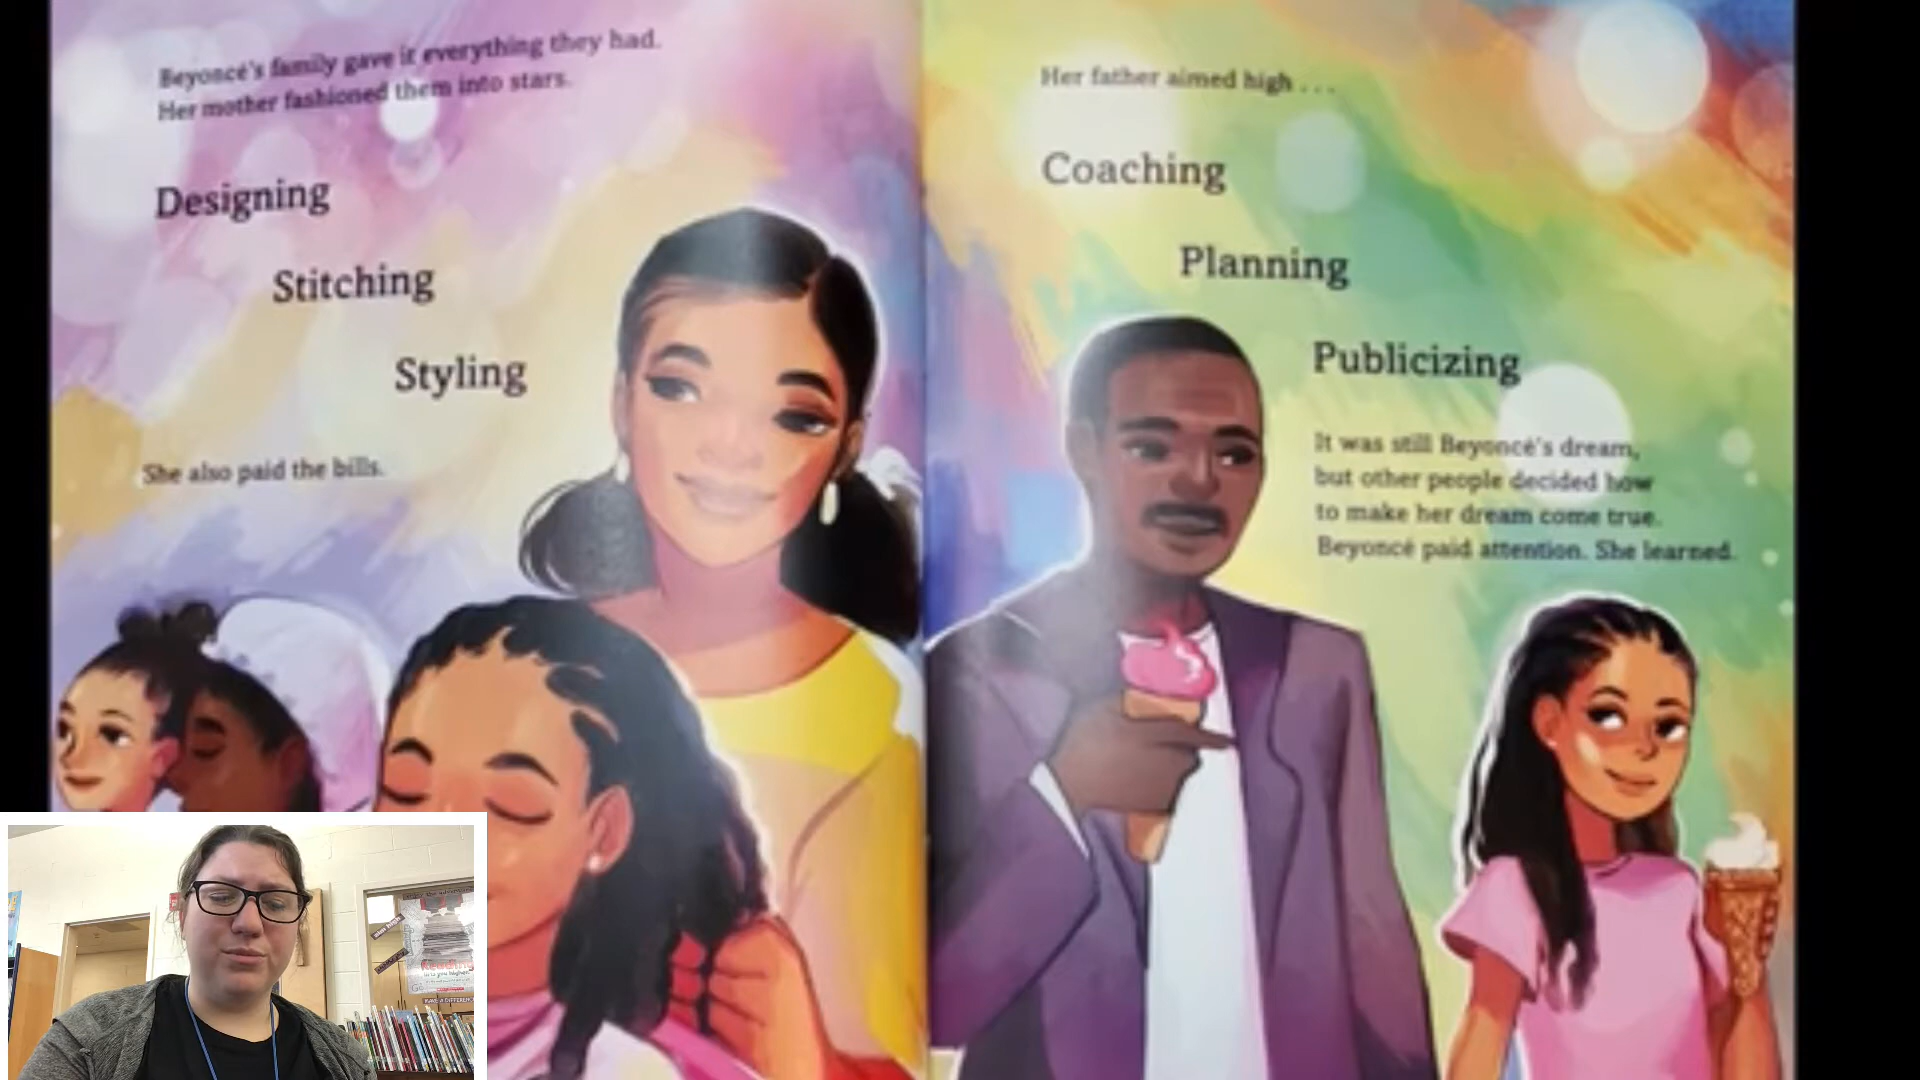 Beyoncé's family gave it everything they had.
Her mother fashioned them into stars.
Designing
Stitching
Styling
She also paid the bills.
Her father aimed high . . .
Coaching
Planning
Publicizing
It was still Beyoncé's dream,
but other people decided how
to make her dream come true.
Beyoncé paid attention. She learned.
Reading